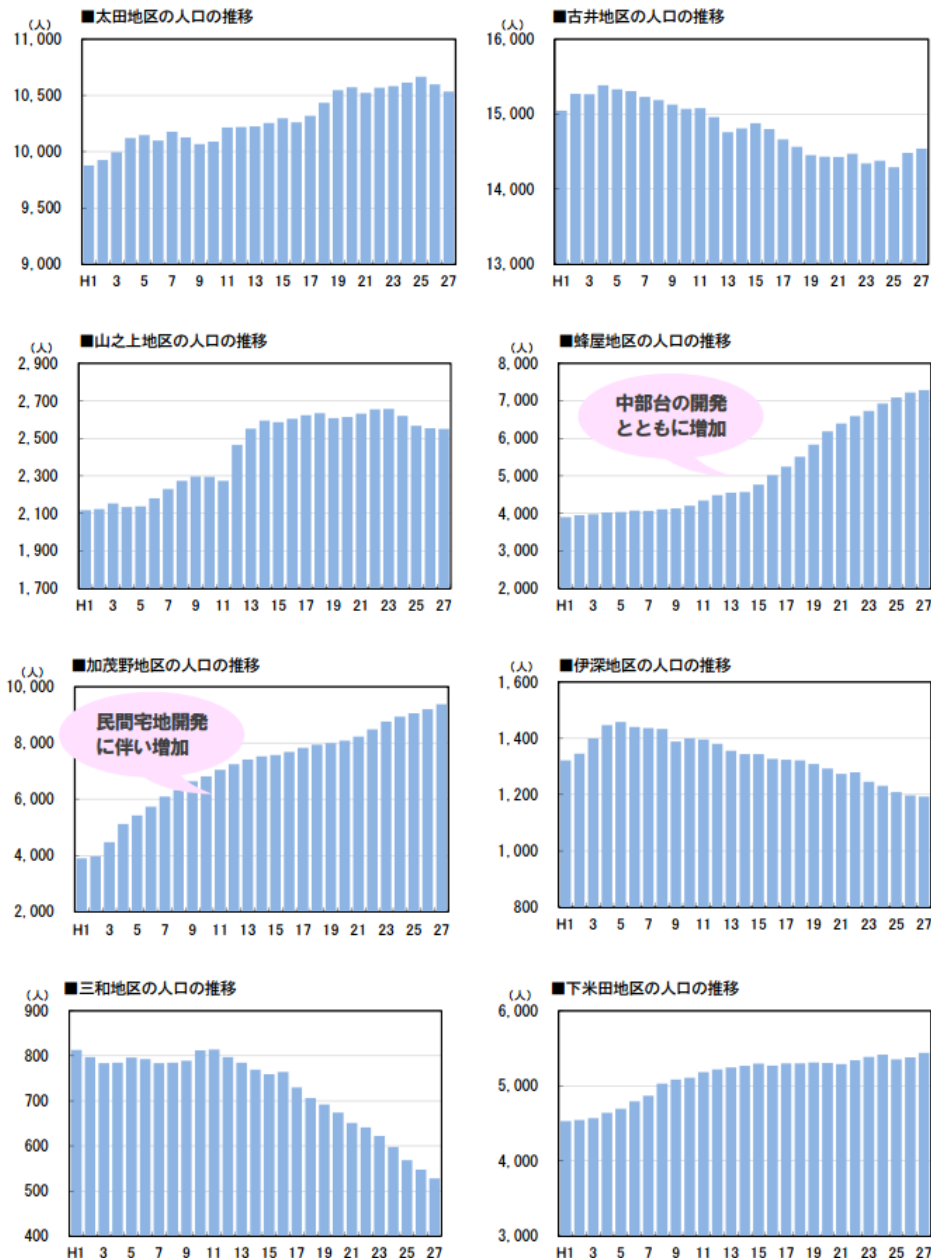 ■太田地区の人口の推移
(人)
11,000
10,500
10,000
9,500
9,000
H1 3 5 7 9 11 13 15 17 19 21 23 25 27
■古井地区の人口の推移
(人)
16,000
15,000
14,000
13,000
H1 3 5 7 9 11 13 15 17 19 21 23 25 27
■山之上地区の人口の推移
(人)
2,900
2,700
2,500
2,300
2,100
1,900
1,700
H1 3 5 7 9 11 13 15 17 19 21 23 25 27
■蜂屋地区の人口の推移
(人)
8,000
7,000
6,000
5,000
4,000
3,000
2,000
中部台の開発
とともに増加
H1 3 5 7 9 11 13 15 17 19 21 23 25 27
■加茂野地区の人口の推移
(人)
10,000
8,000
6,000
4,000
2,000
民間宅地開発
に伴い増加
H1 3 5 7 9 11 13 15 17 19 21 23 25 27
■伊深地区の人口の推移
(人)
1,600
1,400
1,200
1,000
800
H1 3 5 7 9 11 13 15 17 19 21 23 25 27
■三和地区の人口の推移
(人)
900
800
700
600
500
400
H1 3 5 7 9 11 13 15 17 19 21 23 25 27
■下米田地区の人口の推移
(人)
6,000
5,000
4,000
3,000
H1 3 5 7 9 11 13 15 17 19 21 23 25 27